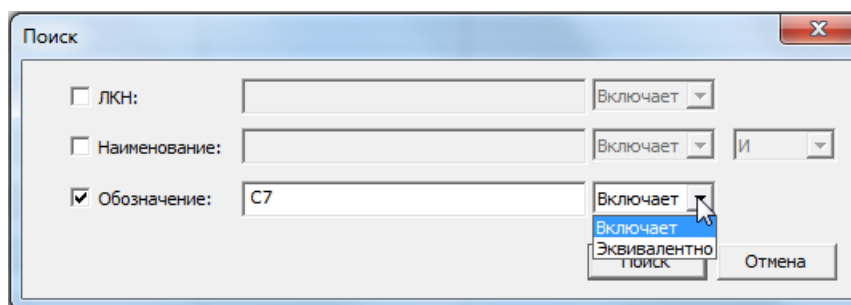 Поиск
ЛКН: Включает
Наименование: Включает И
Обозначение: С7 Включает
Включает
Эквивалентно
Поиск Отмена